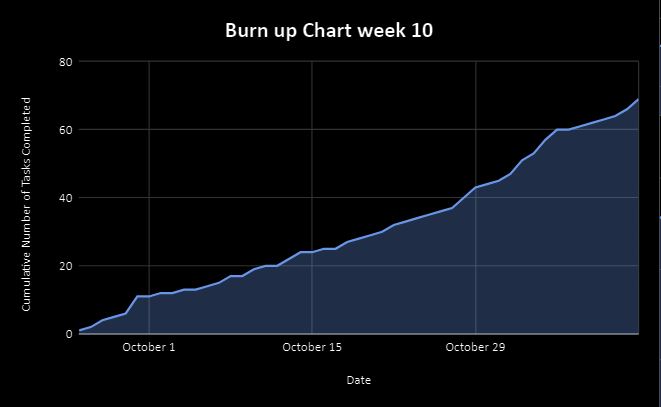 Burn up Chart week 10
Cumulative Number of Tasks Completed
80
60
40
20
0
October 1
October 15
October 29
Date